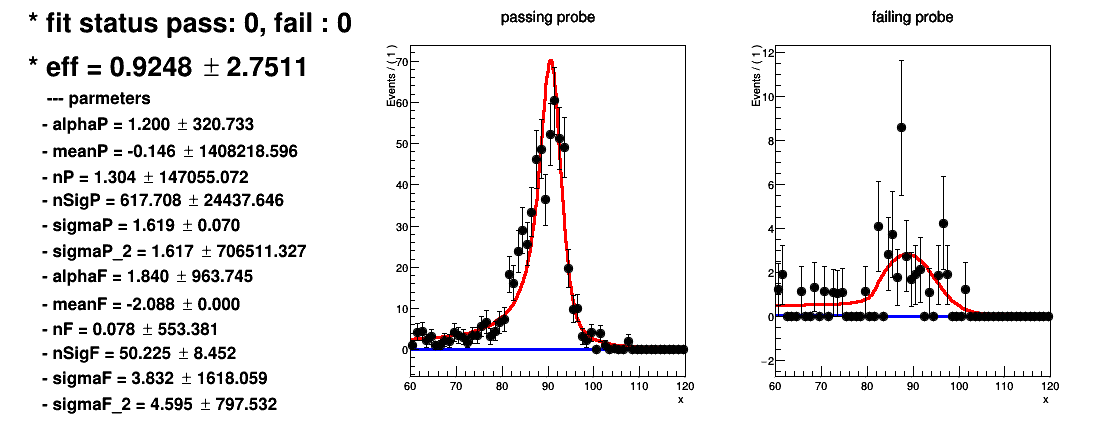 * fit status pass: 0, fail : 0
* eff = 0.9248 ± 2.7511
--- parmeters
- alphaP = 1.200 ± 320.733
- meanP = -0.146 ± 1408218.596
- nP = 1.304 ± 147055.072
- nSigP = 617.708 ± 24437.646
- sigmaP = 1.619 ± 0.070
- sigmaP_2 = 1.617 ± 706511.327
- alphaF = 1.840 ± 963.745
- meanF = -2.088 ± 0.000
- nF = 0.078 ± 553.381
- nSigF = 50.225 ± 8.452
- sigmaF = 3.832 ± 1618.059
- sigmaF_2 = 4.595 ± 797.532
passing probe
Events / ( 1 )
70
60
50
40
30
20
10
0
60 70 80 90 100 110 120
x
failing probe
Events / ( 1 )
12
10
8
6
4
2
0
−2
60 70 80 90 100 110 120
x